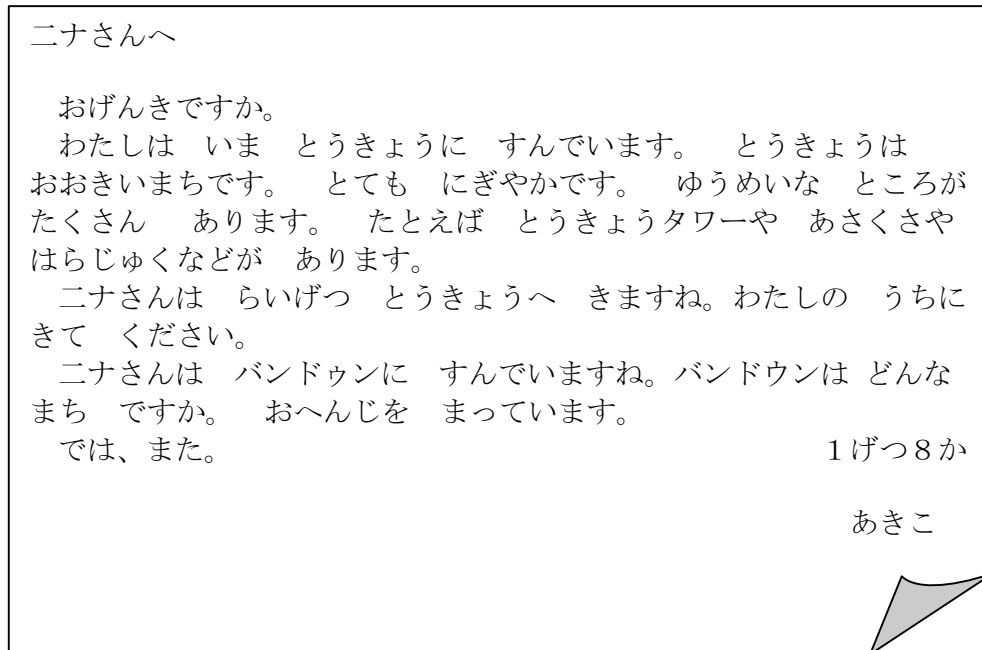 二ナさんへ
おげんきですか。
わたしは　いま　とうきょうに　すんでいます。　とうきょうは
おおきいまちです。　とても　にぎやかです。　ゆうめいな　ところが
たくさん　あります。　たとえば　とうきょうタワーや　あさくさや
はらじゅくなどが　あります。
二ナさんは　らいげつ　とうきょうへ　きますね。わたしの　うちに
きて　ください。
二ナさんは　バンドゥンに　すんでいますね。バンドウンは どんな
まち　ですか。　おへんじを　まっています。
では、また。　１げつ８か
あきこ